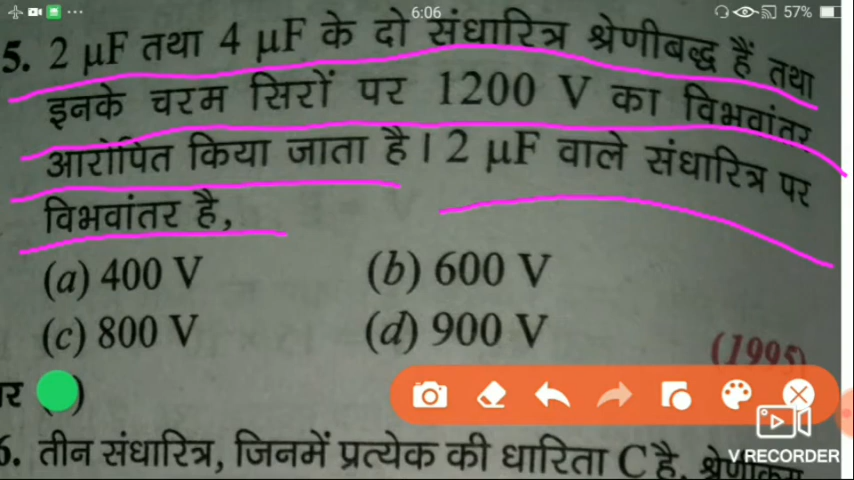 6:06
57%
5. 2 μF तथा 4 μF के दो संधारित्र श्रेणीबद्ध हैं तथा
इनके चरम सिरों पर 1200 V का विभवांतर
आरोपित किया जाता है। 2 μF वाले संधारित्र पर
विभवांतर है,
(a) 400 V (b) 600 V
(c) 800 V (d) 900 V
(1995)
V RECORDER
6. तीन संधारित्र, जिनमें प्रत्येक की धारिता C है,